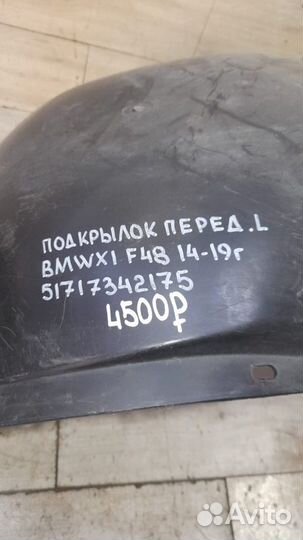 ПОДКРЫЛОК ПЕРЕД.L
BMWX1 F48 14-19г
51717342175
4500₽
Avito